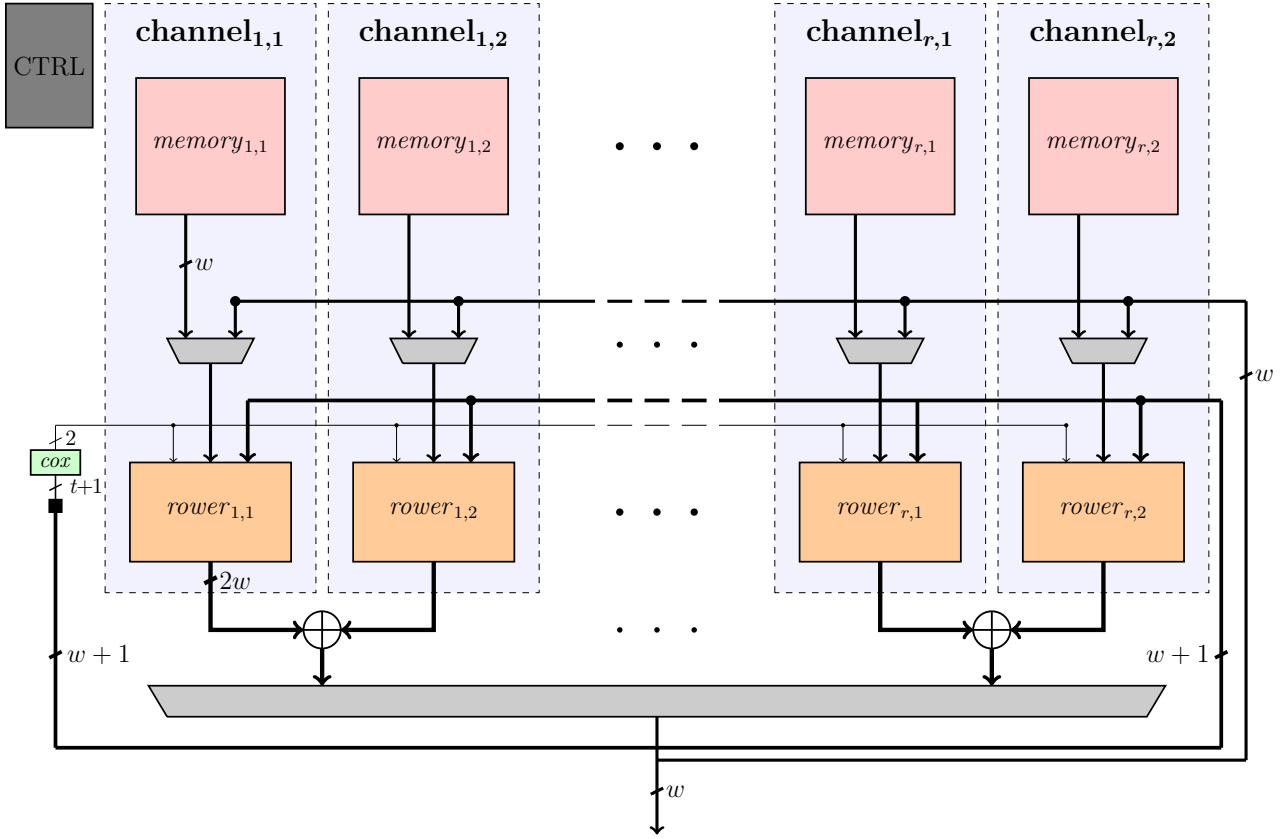 CTRL
channel₁,₁ channel₁,₂ channelᵣ,₁ channelᵣ,₂
memory₁,₁ memory₁,₂ . . . memoryᵣ,₁ memoryᵣ,₂
w
. . .
w
2
cox
t+1
rower₁,₁ rower₁,₂ . . . rowerᵣ,₁ rowerᵣ,₂
2w
. . .
w + 1 w + 1
w